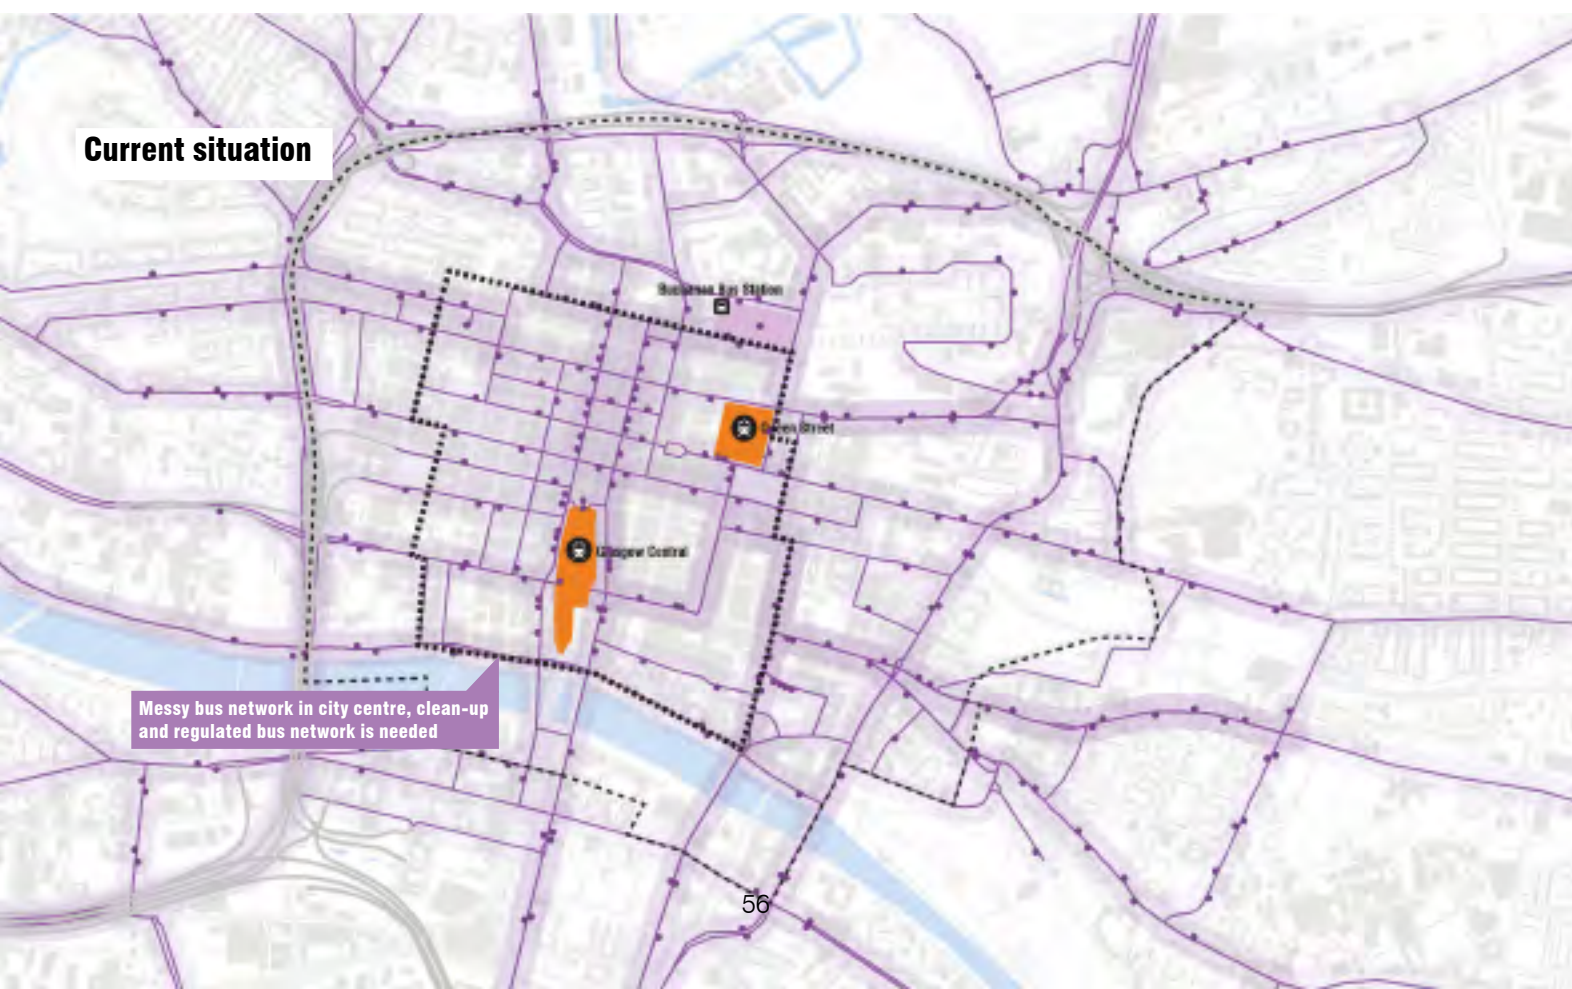 Current situation
Buchanan Bus Station
Green Street
Glasgow Central
Messy bus network in city centre, clean-up
and regulated bus network is needed
56